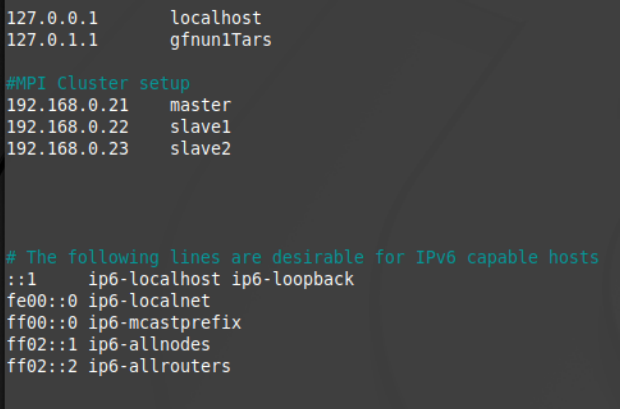 127.0.0.1 localhost
127.0.1.1 gfnun1Tars
#MPI Cluster setup
192.168.0.21 master
192.168.0.22 slave1
192.168.0.23 slave2
# The following lines are desirable for IPv6 capable hosts
::1 ip6-localhost ip6-loopback
fe00::0 ip6-localnet
ff00::0 ip6-mcastprefix
ff02::1 ip6-allnodes
ff02::2 ip6-allrouters